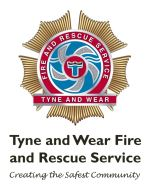 FIRE AND RESCUE SERVICE
TYNE AND WEAR
Tyne and Wear Fire
and Rescue Service
Creating the Safest Community